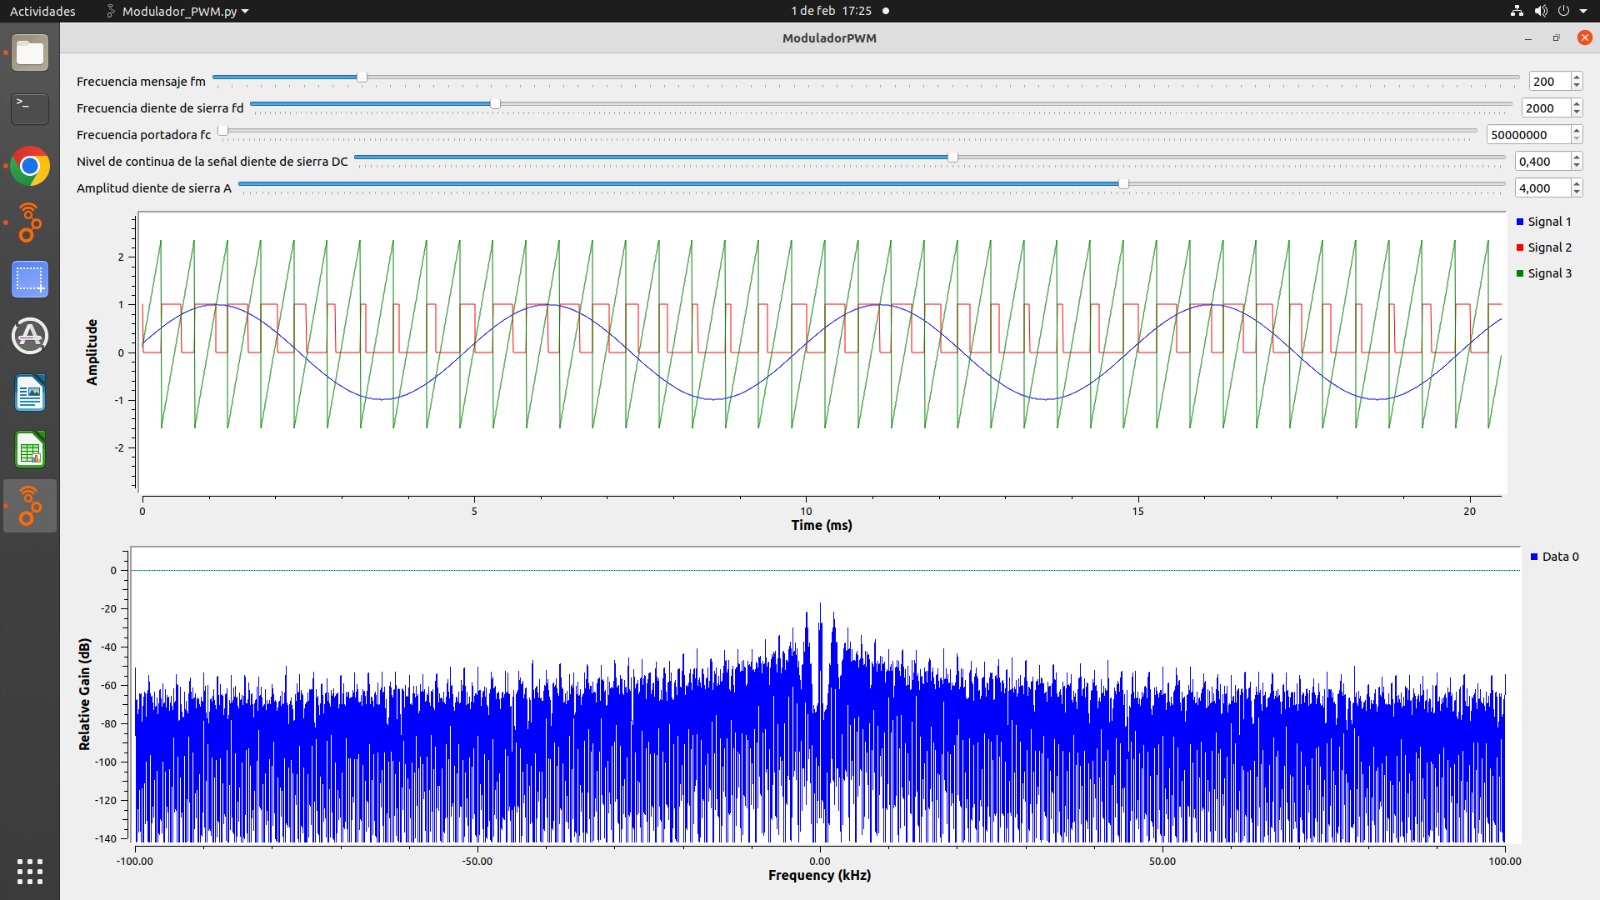 Actividades Modulador_PWM.py 1 de feb 17:25
ModuladorPWM
Frecuencia mensaje fm 200
Frecuencia diente de sierra fd 2000
Frecuencia portadora fc 50000000
Nivel de continua de la señal diente de sierra DC 0,400
Amplitud diente de sierra A 4,000
Signal 1
Signal 2
Signal 3
Amplitude
2
1
0
-1
-2
0 5 10 15 20
Time (ms)
Data 0
Relative Gain (dB)
0
-20
-40
-60
-80
-100
-120
-140
-100.00 -50.00 0.00 50.00 100.00
Frequency (kHz)